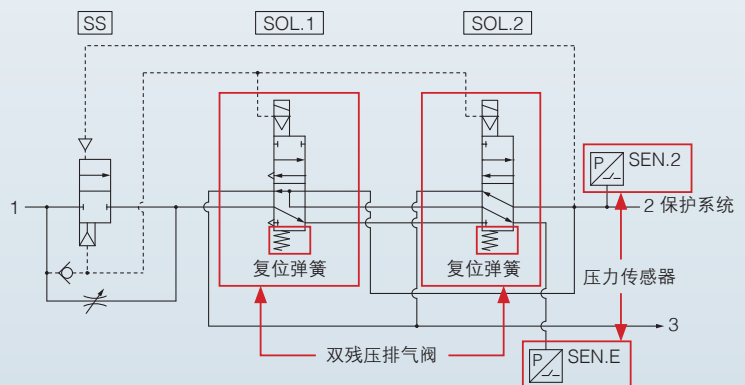 SS
SOL.1
SOL.2
P
SEN.2
1
2 保护系统
复位弹簧
复位弹簧
压力传感器
3
双残压排气阀
P
SEN.E